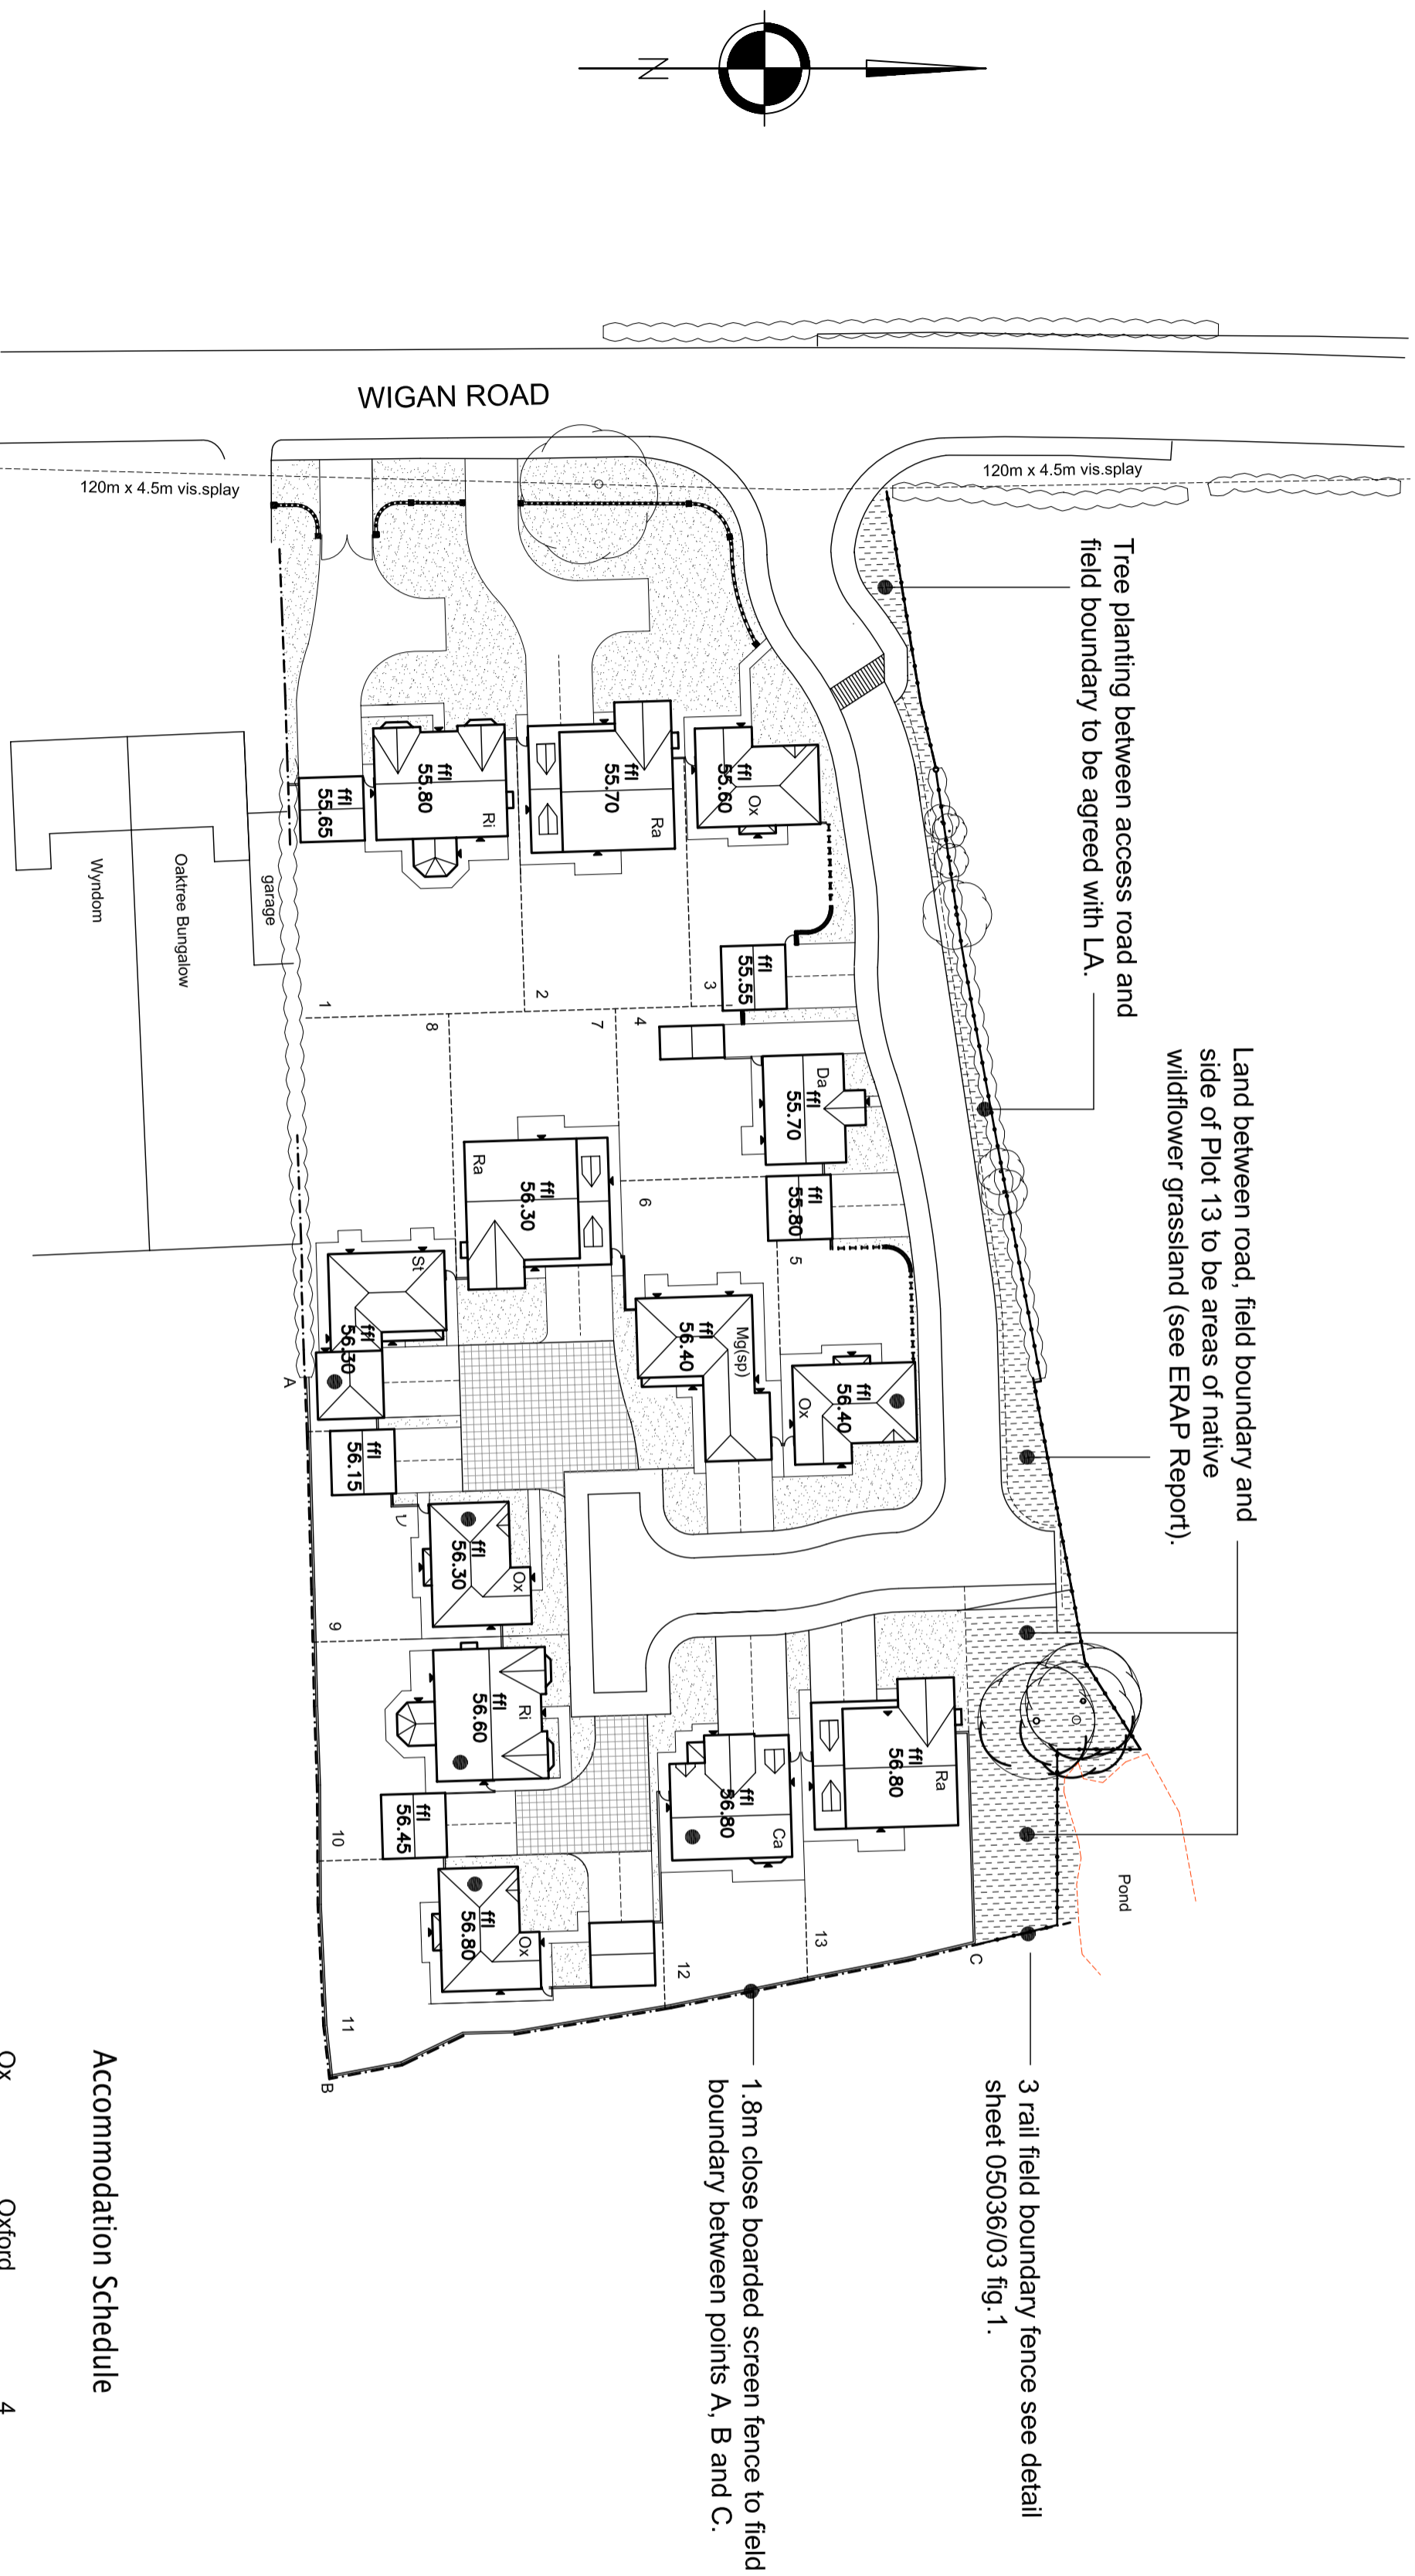 N
WIGAN ROAD
120m x 4.5m vis.splay
120m x 4.5m vis.splay
Tree planting between access road and
field boundary to be agreed with LA.
Land between road, field boundary and
side of Plot 13 to be areas of native
wildflower grassland (see ERAP Report).
3 rail field boundary fence see detail
sheet 05036/03 fig.1.
1.8m close boarded screen fence to field
boundary between points A, B and C.
Pond
Wyndom
Oaktree Bungalow
garage
ffl
55.65
ffl
55.80
Ri
ffl
55.70
Ra
ffl
55.60
Ox
ffl
55.55
1
2
3
4
5
6
7
8
Da
ffl
55.70
ffl
55.80
Ra
ffl
56.30
St
ffl
56.30
Mg(sp)
ffl
56.40
ffl
56.40
Ox
A
ffl
56.15
ffl
56.30
Ox
9
ffl
56.60
Ri
10
ffl
56.45
ffl
56.80
Ox
11
B
ffl
56.80
Ca
12
ffl
56.80
Ra
13
C
Accommodation Schedule
Ox Oxford 4